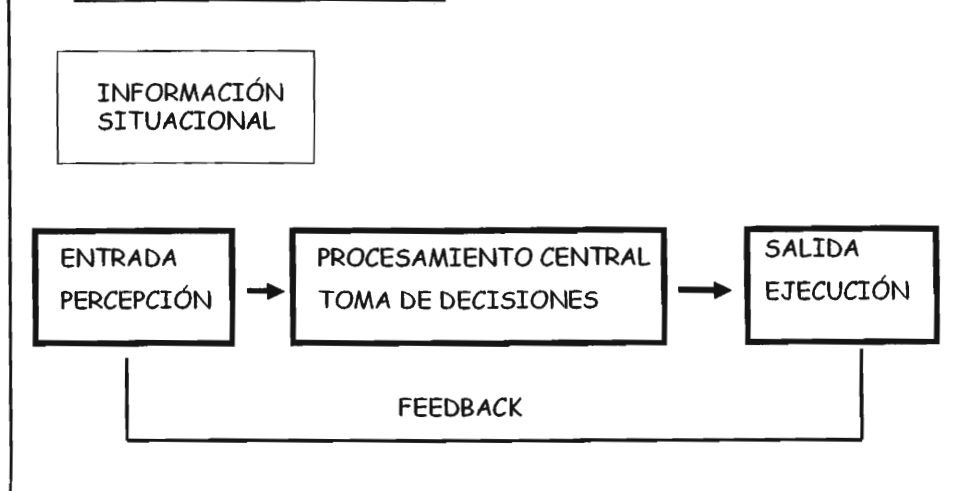 INFORMACIÓN
SITUACIONAL
ENTRADA
PERCEPCIÓN
PROCESAMIENTO CENTRAL
TOMA DE DECISIONES
SALIDA
EJECUCIÓN
FEEDBACK